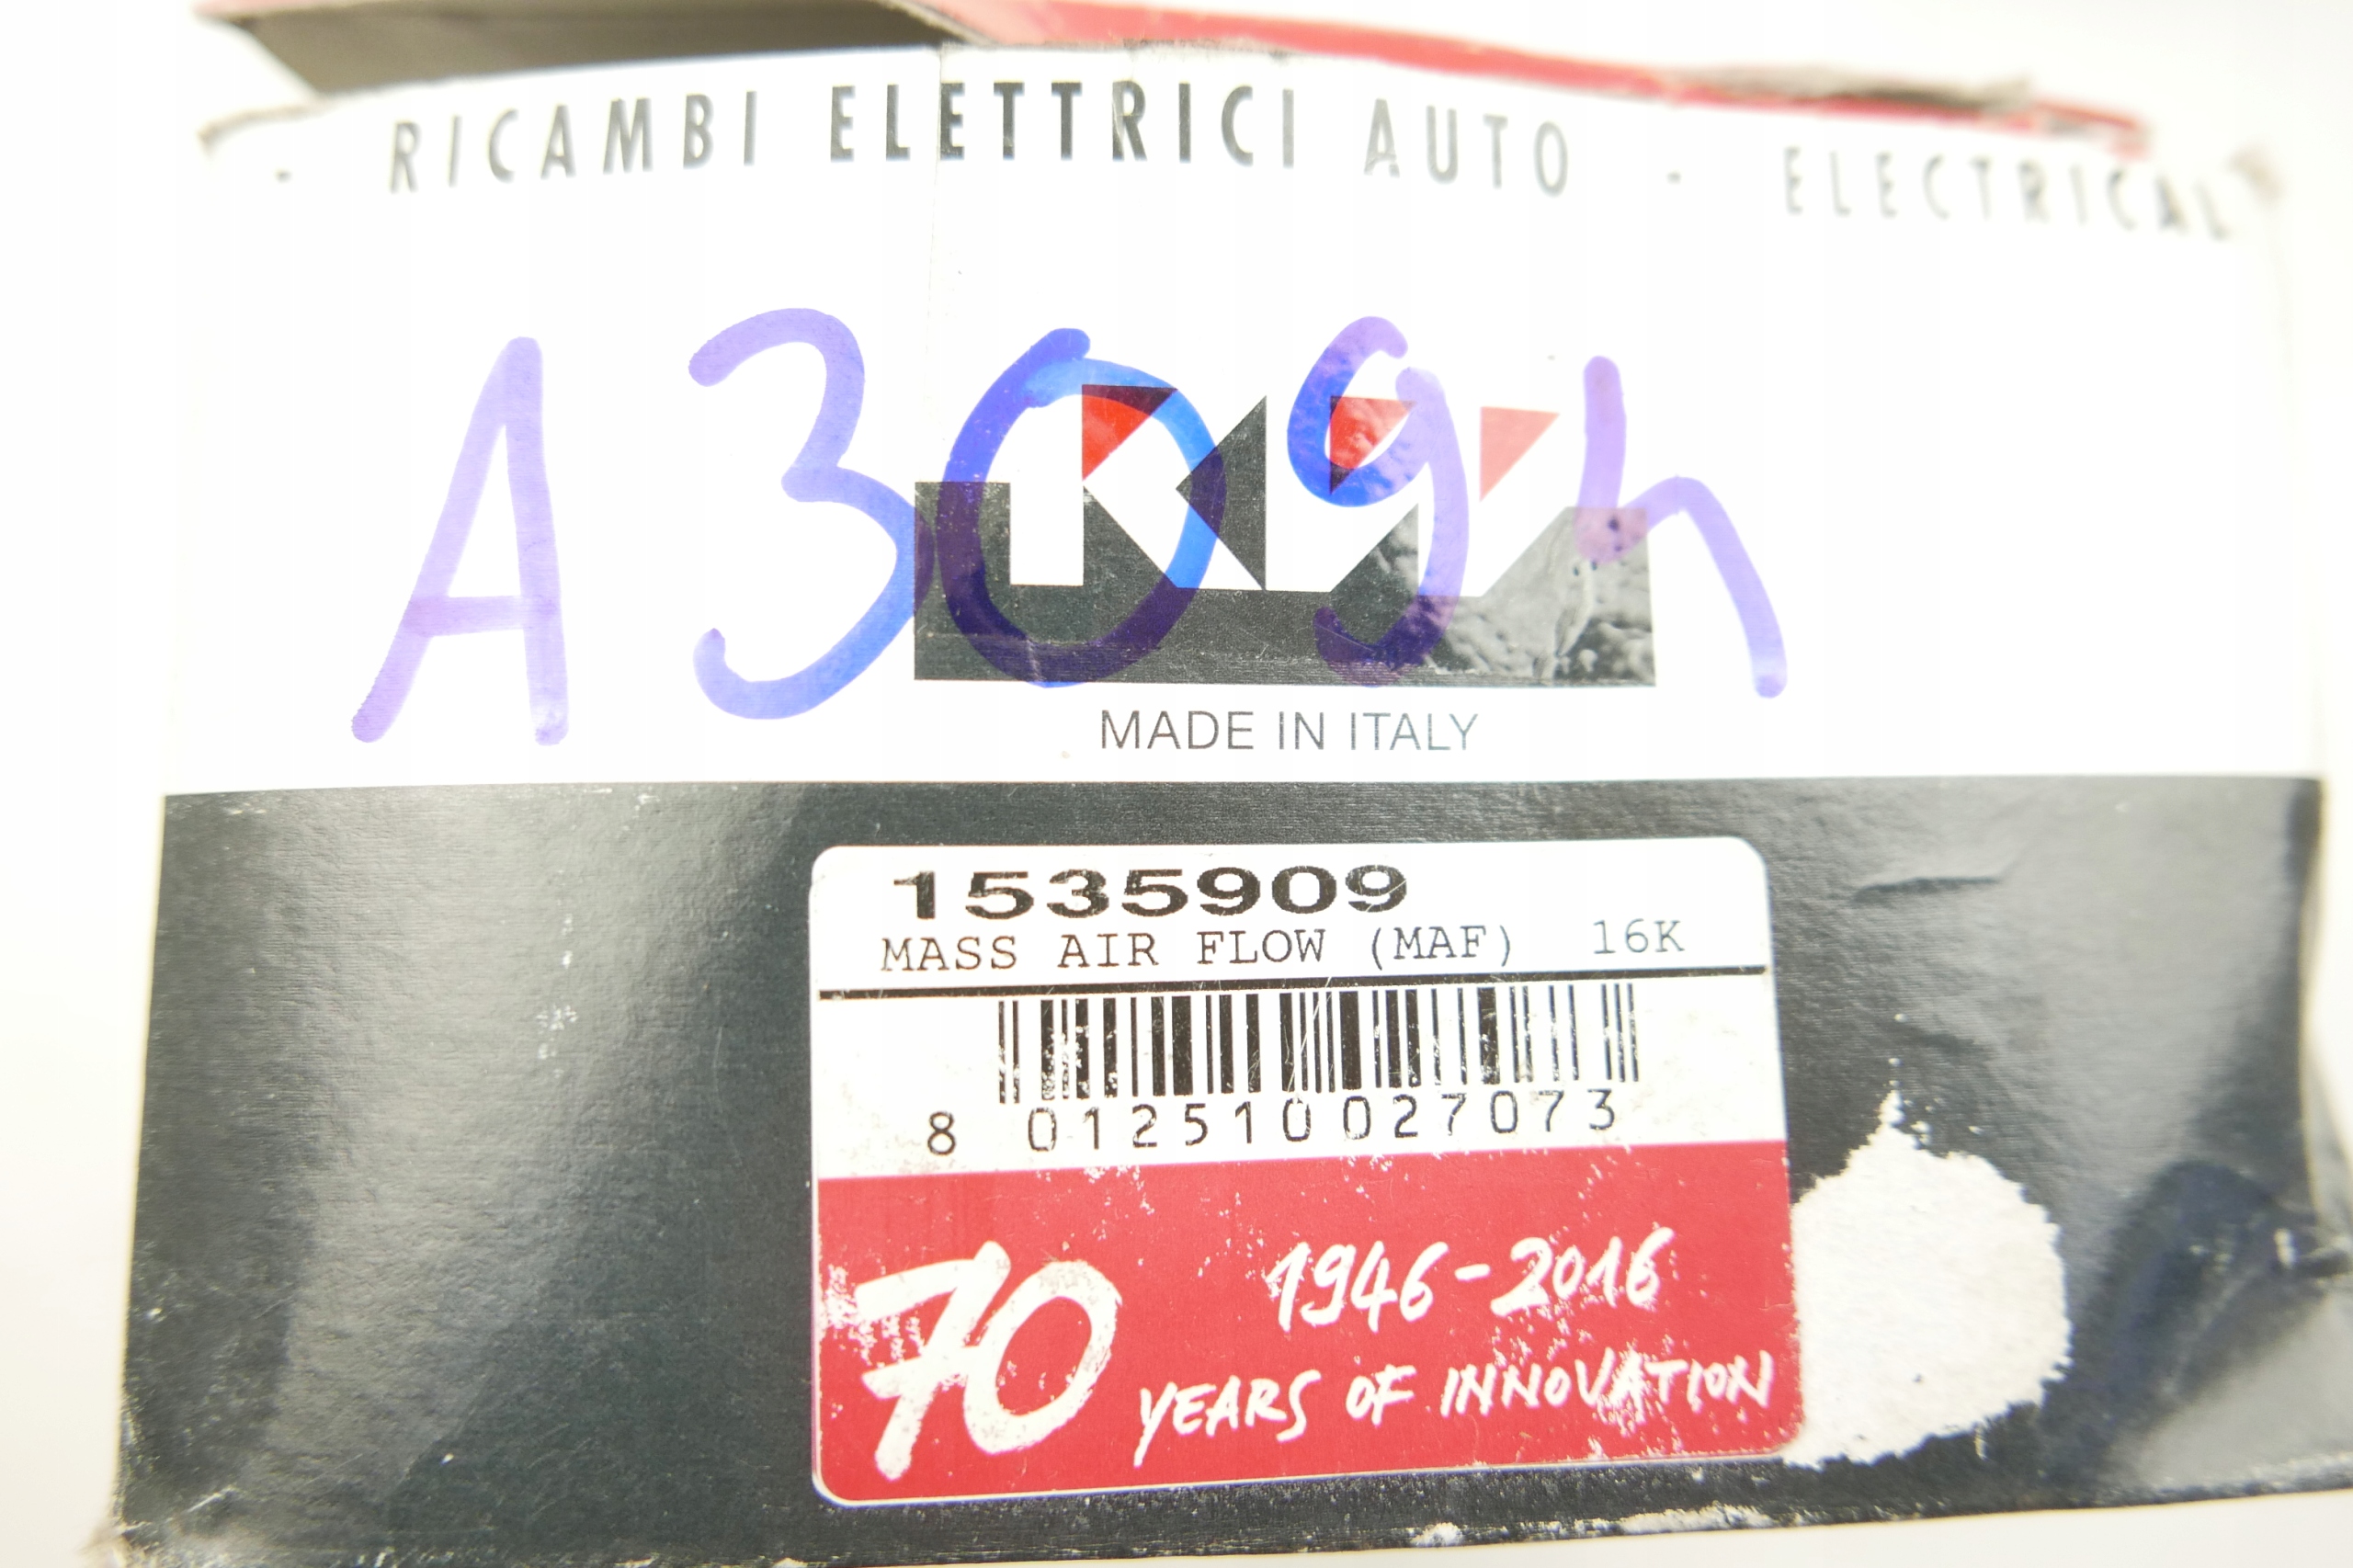 - RICAMBI ELETTRICI AUTO - ELECTRICAL
A309h
KW
MADE IN ITALY
1535909
MASS AIR FLOW (MAF) 16K
8 012510 027073
70 1946-2016
YEARS OF INNOVATION